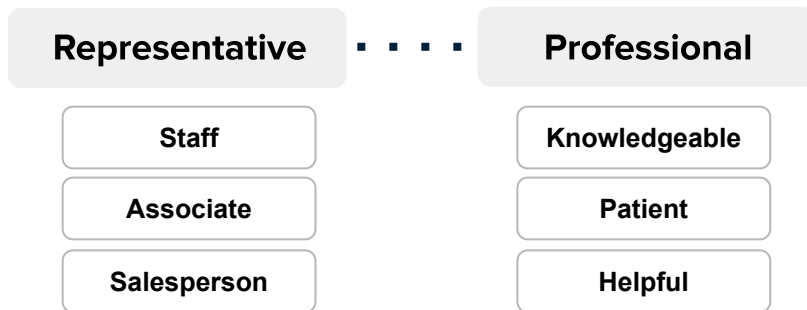 Representative
Professional
Staff
Knowledgeable
Associate
Patient
Salesperson
Helpful